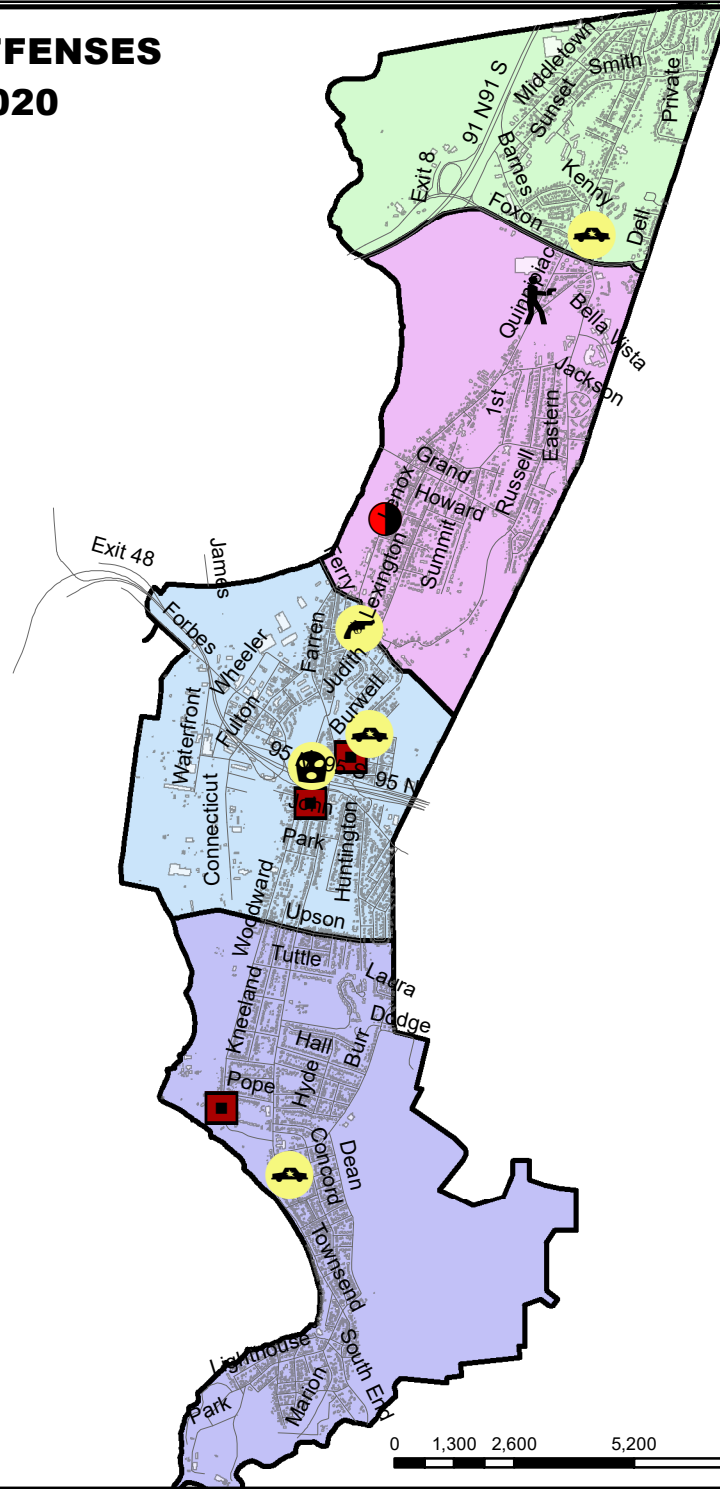 FFENSES
020
Middletown
Smith
Private
91 N
91 S
Sunset
Exit 8
Barnes
Kenny
Foxon
Dell
Quinnipiac
Bella Vista
Jackson
1st
Eastern
Grand
Russell
Howard
Summit
Lexington
Ferry
Exit 48
James
Forbes
Wheeler
Farren
Judith
Burwell
Fulton
Waterfront
95 S
95 N
Connecticut
John
Park
Huntington
Woodward
Upson
Tuttle
Laura
Kneeland
Dodge
Hall
Burr
Pope
Hyde
Concord
Dean
Townsend
Lighthouse
South End
Marion
Park
0 1,300 2,600 5,200